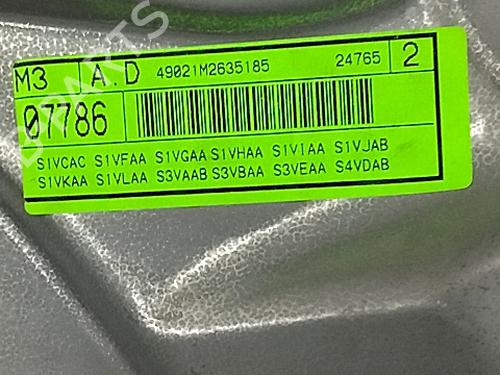 M3 A.D 49021M2635185 24765 2
07786
S1VCAC S1VFAA S1VGAA S1VHAA S1VIAA S1VJAB
S1VKAA S1VLAA S3VAAB S3VBAA S3VEAA S4VDAB